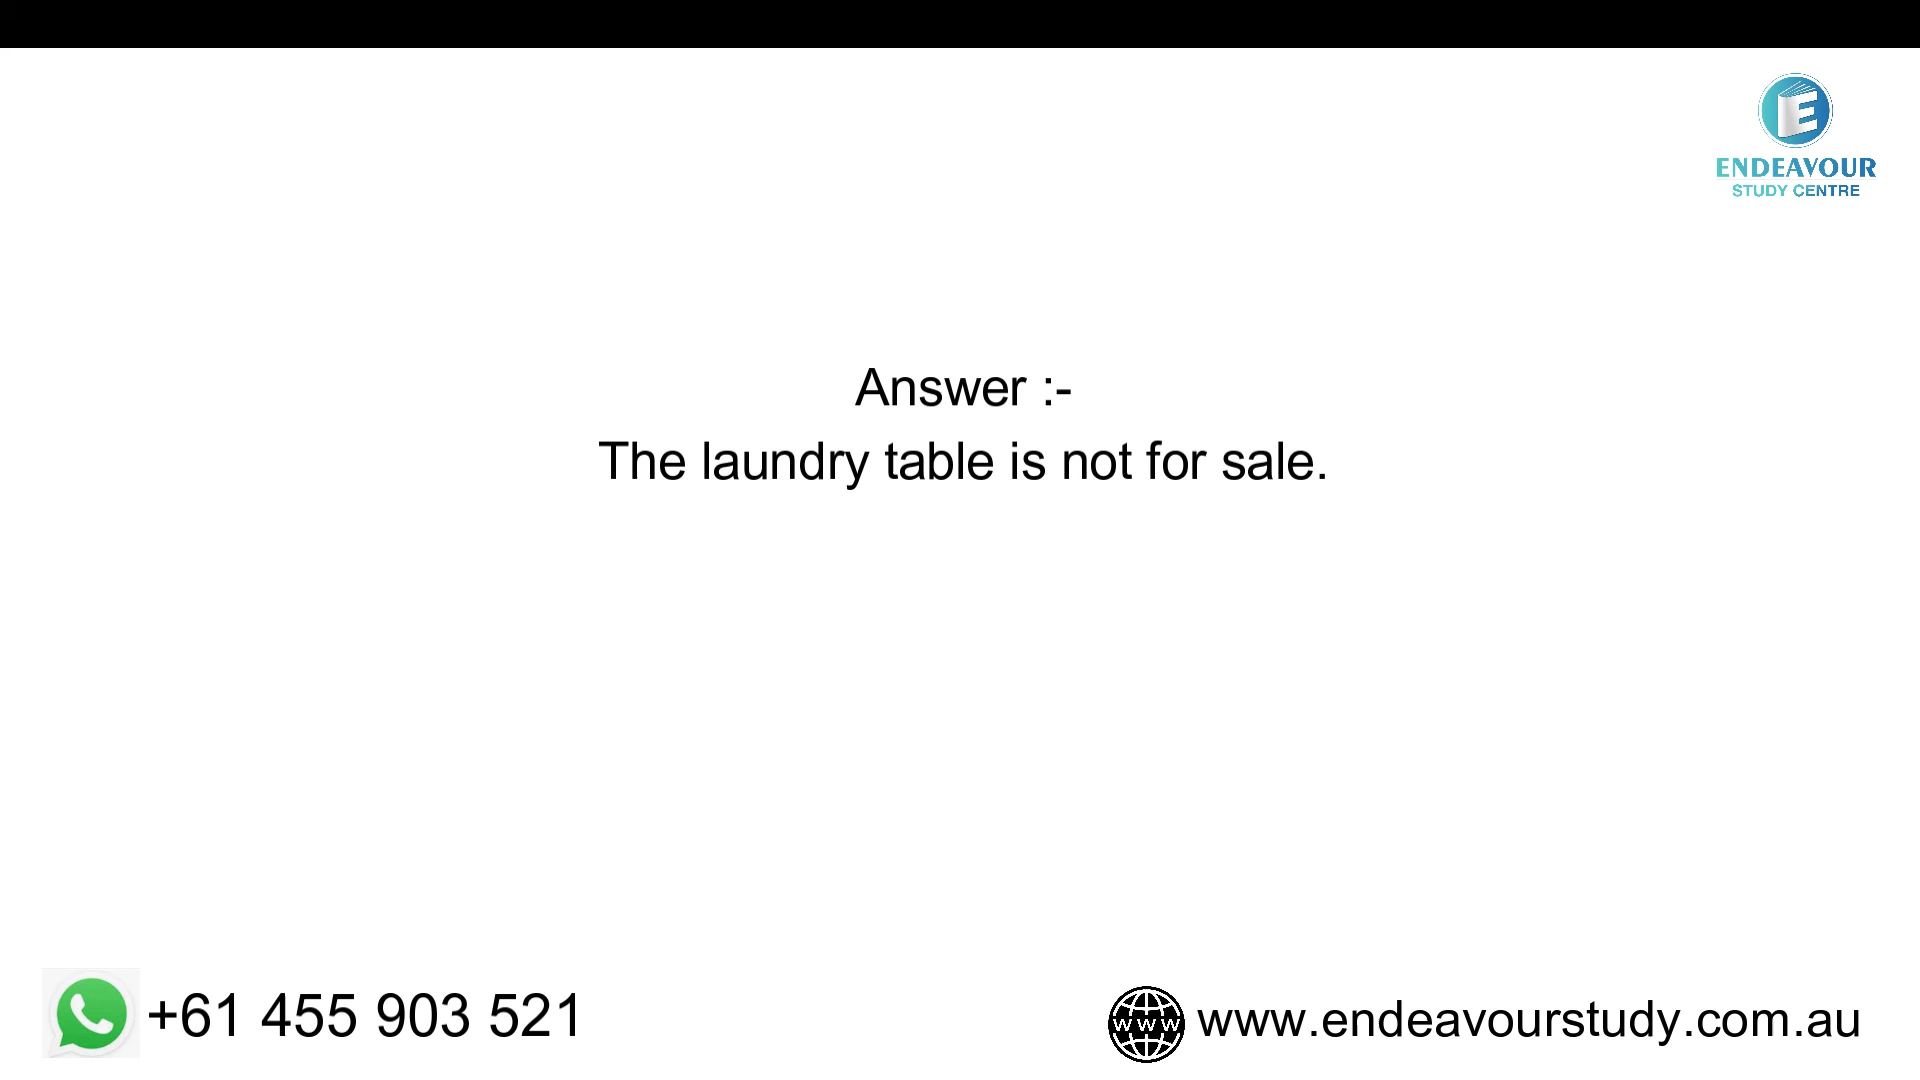 ENDEAVOUR
STUDY CENTRE
Answer :-
The laundry table is not for sale.
+61 455 903 521
www www.endeavourstudy.com.au